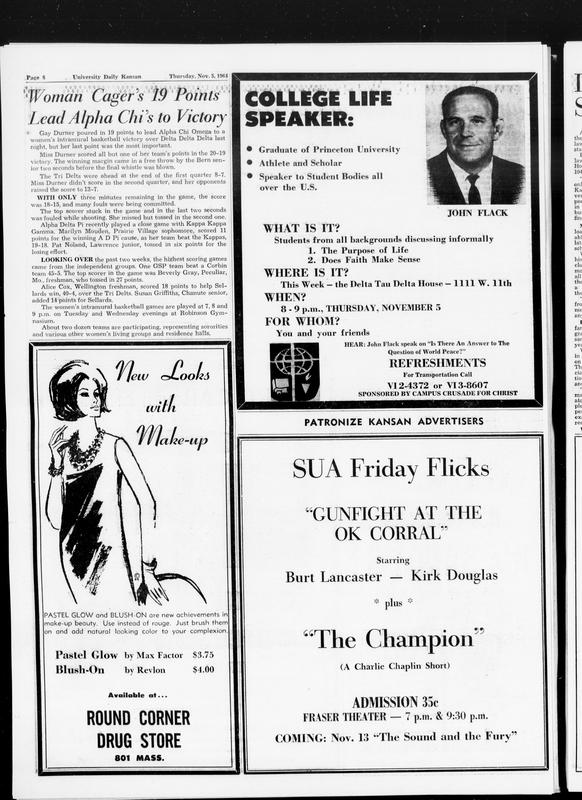 Page 8 University Daily Kansan Thursday, Nov. 5, 1964
Woman Cager's 19 Points
Lead Alpha Chi's to Victory
Gay Durner poured in 19 points to lead Alpha Chi Omega to a
women's intramural basketball victory over Delta Delta Delta last
night, but her last point was the most important.
Miss Durner scored all but one of her team's points in the 20-19
victory. The winning margin came in a free throw by the Bern sen-
ior two seconds before the final whistle was blown.
The Tri Delts were ahead at the end of the first quarter 8-7.
Miss Durner didn't score in the second quarter, and her opponents
raised the score to 13-7.
WITH ONLY three minutes remaining in the game, the score
was 18-15, and many fouls were being committed.
The top scorer stuck in the game and in the last two seconds
was fouled while shooting. She missed but tossed in the second one.
Alpha Delta Pi recently played a close game with Kappa Kappa
Gamma. Marilyn Mouden, Prairie Village sophomore, scored 11
points for the winning A D Pi cause, as her team beat the Kappas,
19-18. Pat Noland, Lawrence junior, tossed in six points for the
losing effort.
LOOKING OVER the past two weeks, the highest scoring games
came from the independent groups. One GSP team beat a Corbin
team 45-5. The top scorer in the game was Beverly Gray, Peculiar,
Mo., freshman, who tossed in 27 points.
Alice Cox, Wellington freshman, scored 18 points to help Sel-
lards win, 40-4, over the Tri Delts. Susan Griffiths, Chanute senior,
added 14 points for Sellards.
The women's intramural basketball games are played at 7, 8 and
9 p.m. on Tuesday and Wednesday evenings at Robinson Gym-
nasium.
About two dozen teams are participating, representing sororities
and various other women's living groups and residence halls.
New Looks
with
Make-up
PASTEL GLOW and BLUSH-ON are new achievements in
make-up beauty. Use instead of rouge. Just brush them
on and add natural looking color to your complexion.
Pastel Glow by Max Factor $3.75
Blush-On by Revlon $4.00
Available at...
ROUND CORNER
DRUG STORE
801 MASS.
COLLEGE LIFE
SPEAKER:
● Graduate of Princeton University
● Athlete and Scholar
● Speaker to Student Bodies all
over the U.S.
JOHN FLACK
WHAT IS IT?
Students from all backgrounds discussing informally
1. The Purpose of Life
2. Does Faith Make Sense
WHERE IS IT?
This Week — the Delta Tau Delta House — 1111 W. 11th
WHEN?
8 - 9 p.m., THURSDAY, NOVEMBER 5
FOR WHOM?
You and your friends
HEAR: John Flack speak on "Is There An Answer to The
Question of World Peace?"
REFRESHMENTS
For Transportation Call
VI 2-4372 or VI 3-8607
SPONSORED BY CAMPUS CRUSADE FOR CHRIST
PATRONIZE KANSAN ADVERTISERS
SUA Friday Flicks
"GUNFIGHT AT THE
OK CORRAL"
Starring
Burt Lancaster — Kirk Douglas
* plus *
"The Champion"
(A Charlie Chaplin Short)
ADMISSION 35c
FRASER THEATER — 7 p.m. & 9:30 p.m.
COMING: Nov. 13 "The Sound and the Fury"